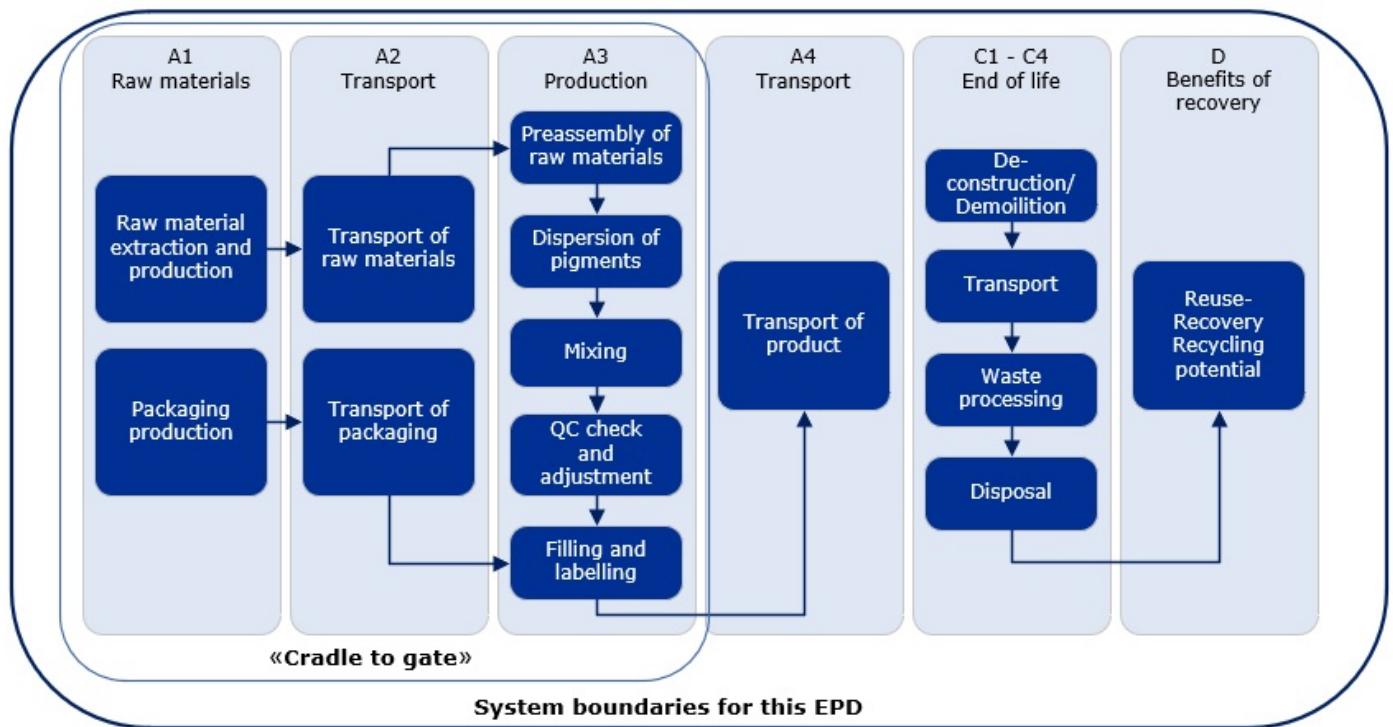 A1
Raw materials
A2
Transport
A3
Production
A4
Transport
C1 - C4
End of life
D
Benefits of
recovery
Raw material
extraction and
production
Packaging
production
Transport of
raw materials
Transport of
packaging
Preassembly of
raw materials
Dispersion of
pigments
Mixing
QC check
and
adjustment
Filling and
labelling
Transport of
product
De-
construction/
Demoilition
Transport
Waste
processing
Disposal
Reuse-
Recovery
Recycling
potential
«Cradle to gate»
System boundaries for this EPD